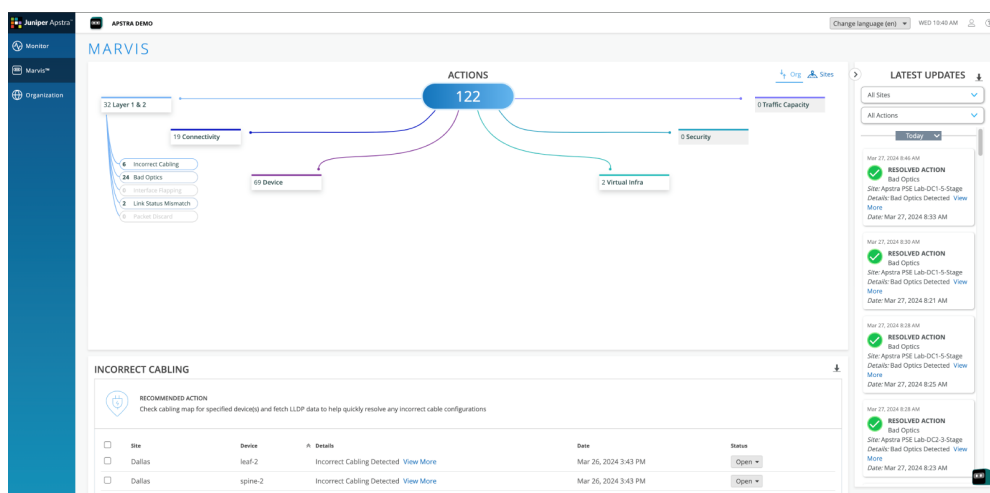 Juniper Apstra™
APSTRA DEMO
Change language (en)
WED 10:40 AM
Monitor
Marvis™
Organization
MARVIS
ACTIONS
122
Org
Sites
32 Layer 1 & 2
0 Traffic Capacity
19 Connectivity
0 Security
69 Device
2 Virtual Infra
6 Incorrect Cabling
24 Bad Optics
0 Interface Flapping
2 Link Status Mismatch
0 Packet Discard
LATEST UPDATES
All Sites
All Actions
Today
Mar 27, 2024 8:46 AM
RESOLVED ACTION
Bad Optics
Site: Apstra PSE Lab-DC1-5-Stage
Details: Bad Optics Detected View
More
Date: Mar 27, 2024 8:33 AM
Mar 27, 2024 8:30 AM
RESOLVED ACTION
Bad Optics
Site: Apstra PSE Lab-DC1-5-Stage
Details: Bad Optics Detected View
More
Date: Mar 27, 2024 8:21 AM
Mar 27, 2024 8:28 AM
RESOLVED ACTION
Bad Optics
Site: Apstra PSE Lab-DC1-5-Stage
Details: Bad Optics Detected View
More
Date: Mar 27, 2024 8:25 AM
Mar 27, 2024 8:28 AM
RESOLVED ACTION
Bad Optics
Site: Apstra PSE Lab-DC2-3-Stage
Details: Bad Optics Detected View
More
Date: Mar 27, 2024 8:23 AM
INCORRECT CABLING
RECOMMENDED ACTION
Check cabling map for specified device(s) and fetch LLDP data to help quickly resolve any incorrect cable configurations
Site Device Details Date Status
Dallas leaf-2 Incorrect Cabling Detected View More Mar 26, 2024 3:43 PM Open
Dallas spine-2 Incorrect Cabling Detected View More Mar 26, 2024 3:43 PM Open